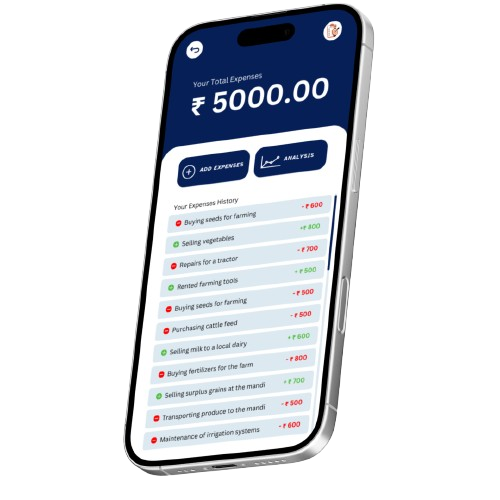 Your Total Expenses
₹ 5000.00
ADD EXPENSES
ANALYSIS
Your Expenses History
Buying seeds for farming -₹ 600
Selling vegetables +₹ 800
Repairs for a tractor -₹ 700
Rented farming tools +₹ 500
Buying seeds for farming -₹ 500
Purchasing cattle feed -₹ 500
Selling milk to a local dairy +₹ 600
Buying fertilizers for the farm -₹ 800
Selling surplus grains at the mandi +₹ 700
Transporting produce to the mandi -₹ 500
Maintenance of irrigation systems -₹ 600